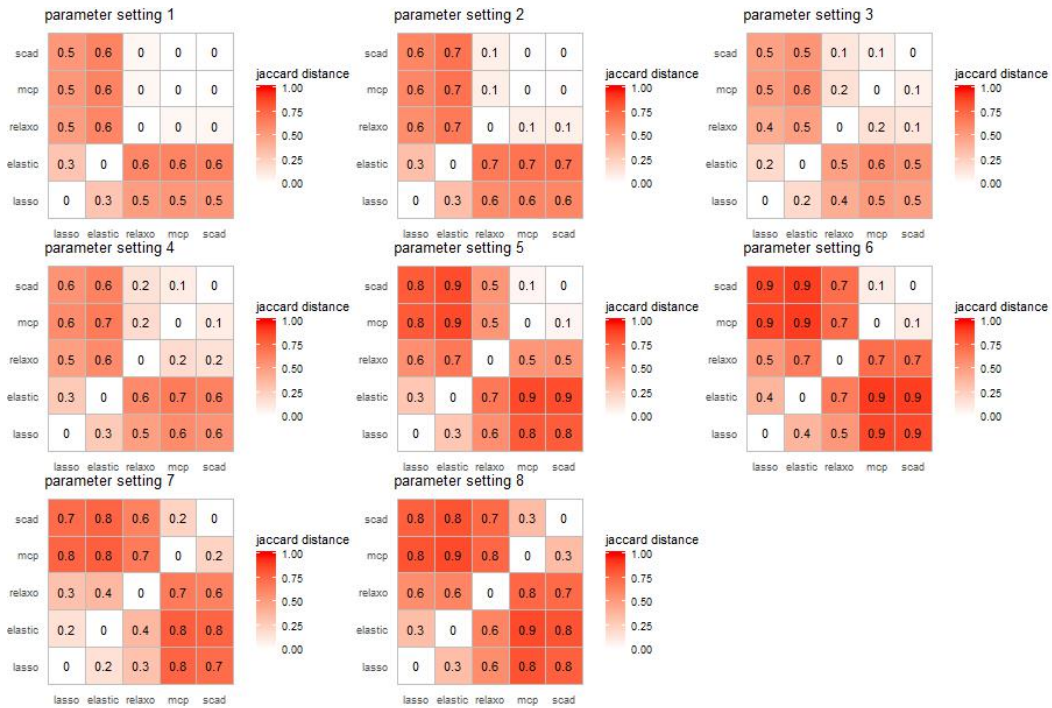 parameter setting 1
scad 0.5 0.6 0 0 0
mcp 0.5 0.6 0 0 0
relaxo 0.5 0.6 0 0 0
elastic 0.3 0 0.6 0.6 0.6
lasso 0 0.3 0.5 0.5 0.5
lasso elastic relaxo mcp scad
jaccard distance
1.00
0.75
0.50
0.25
0.00
parameter setting 2
scad 0.6 0.7 0.1 0 0
mcp 0.6 0.7 0.1 0 0
relaxo 0.6 0.7 0 0.1 0.1
elastic 0.3 0 0.7 0.7 0.7
lasso 0 0.3 0.6 0.6 0.6
lasso elastic relaxo mcp scad
jaccard distance
1.00
0.75
0.50
0.25
0.00
parameter setting 3
scad 0.5 0.5 0.1 0.1 0
mcp 0.5 0.6 0.2 0 0.1
relaxo 0.4 0.5 0 0.2 0.1
elastic 0.2 0 0.5 0.6 0.5
lasso 0 0.2 0.4 0.5 0.5
lasso elastic relaxo mcp scad
jaccard distance
1.00
0.75
0.50
0.25
0.00
parameter setting 4
scad 0.6 0.6 0.2 0.1 0
mcp 0.6 0.7 0.2 0 0.1
relaxo 0.5 0.6 0 0.2 0.2
elastic 0.3 0 0.6 0.7 0.6
lasso 0 0.3 0.5 0.6 0.6
lasso elastic relaxo mcp scad
jaccard distance
1.00
0.75
0.50
0.25
0.00
parameter setting 5
scad 0.8 0.9 0.5 0.1 0
mcp 0.8 0.9 0.5 0 0.1
relaxo 0.6 0.7 0 0.5 0.5
elastic 0.3 0 0.7 0.9 0.9
lasso 0 0.3 0.6 0.8 0.8
lasso elastic relaxo mcp scad
jaccard distance
1.00
0.75
0.50
0.25
0.00
parameter setting 6
scad 0.9 0.9 0.7 0.1 0
mcp 0.9 0.9 0.7 0 0.1
relaxo 0.5 0.7 0 0.7 0.7
elastic 0.4 0 0.7 0.9 0.9
lasso 0 0.4 0.5 0.9 0.9
lasso elastic relaxo mcp scad
jaccard distance
1.00
0.75
0.50
0.25
0.00
parameter setting 7
scad 0.7 0.8 0.6 0.2 0
mcp 0.8 0.8 0.7 0 0.2
relaxo 0.3 0.4 0 0.7 0.6
elastic 0.2 0 0.4 0.8 0.8
lasso 0 0.2 0.3 0.8 0.7
lasso elastic relaxo mcp scad
jaccard distance
1.00
0.75
0.50
0.25
0.00
parameter setting 8
scad 0.8 0.8 0.7 0.3 0
mcp 0.8 0.9 0.8 0 0.3
relaxo 0.6 0.6 0 0.8 0.7
elastic 0.3 0 0.6 0.9 0.8
lasso 0 0.3 0.6 0.8 0.8
lasso elastic relaxo mcp scad
jaccard distance
1.00
0.75
0.50
0.25
0.00